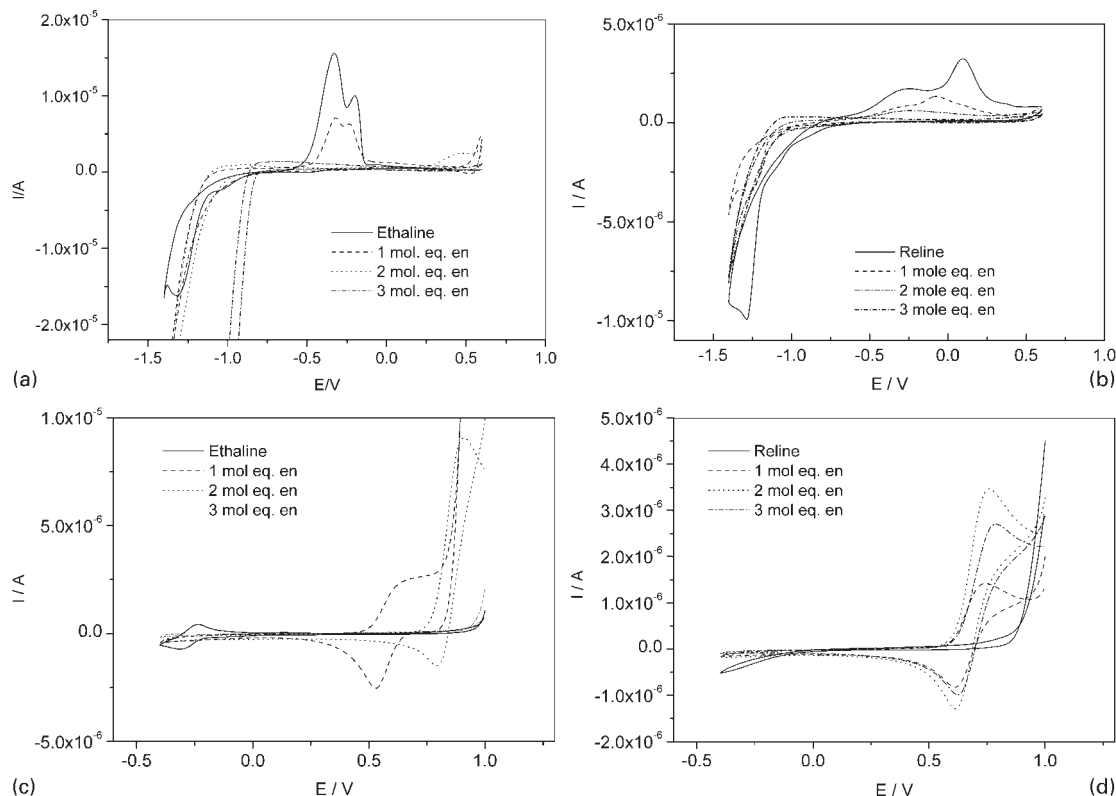 2.0x10⁻⁵
1.0x10⁻⁵
0.0
-1.0x10⁻⁵
-2.0x10⁻⁵
I/A
Ethaline
1 mol. eq. en
2 mol. eq. en
3 mol. eq. en
-1.5 -1.0 -0.5 0.0 0.5 1.0
E/V
(a)
5.0x10⁻⁶
0.0
-5.0x10⁻⁶
-1.0x10⁻⁵
I / A
Reline
1 mole eq. en
2 mole eq. en
3 mole eq. en
-1.5 -1.0 -0.5 0.0 0.5 1.0
E / V
(b)
1.0x10⁻⁵
5.0x10⁻⁶
0.0
-5.0x10⁻⁶
I / A
Ethaline
1 mol eq. en
2 mol eq. en
3 mol eq. en
-0.5 0.0 0.5 1.0
E / V
(c)
5.0x10⁻⁶
4.0x10⁻⁶
3.0x10⁻⁶
2.0x10⁻⁶
1.0x10⁻⁶
0.0
-1.0x10⁻⁶
-2.0x10⁻⁶
I / A
Reline
1 mol eq. en
2 mol eq. en
3 mol eq. en
-0.5 0.0 0.5 1.0
E / V
(d)